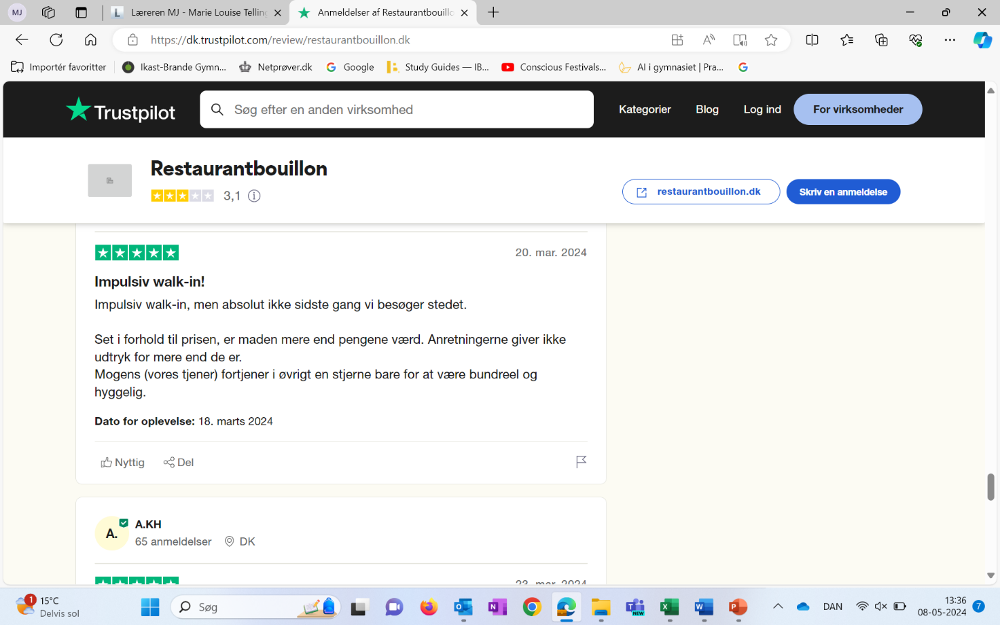 MJ
Læreren MJ - Marie Louise Telling
Anmeldelser af Restaurantbouillo
https://dk.trustpilot.com/review/restaurantbouillon.dk
Importér favoritter
Ikast-Brande Gymn...
Netprøver.dk
Google
Study Guides — IB...
Conscious Festivals...
AI i gymnasiet | Pra...
Trustpilot
Søg efter en anden virksomhed
Kategorier
Blog
Log ind
For virksomheder
Restaurantbouillon
3,1
restaurantbouillon.dk
Skriv en anmeldelse
20. mar. 2024
Impulsiv walk-in!
Impulsiv walk-in, men absolut ikke sidste gang vi besøger stedet.
Set i forhold til prisen, er maden mere end pengene værd. Anretningerne giver ikke
udtryk for mere end de er.
Mogens (vores tjener) fortjener i øvrigt en stjerne bare for at være bundreel og
hyggelig.
Dato for oplevelse: 18. marts 2024
Nyttig
Del
A.
A.KH
65 anmeldelser
DK
23. mar. 2024
1
15°C
Delvis sol
Søg
NEW
DAN
13:36
08-05-2024
7